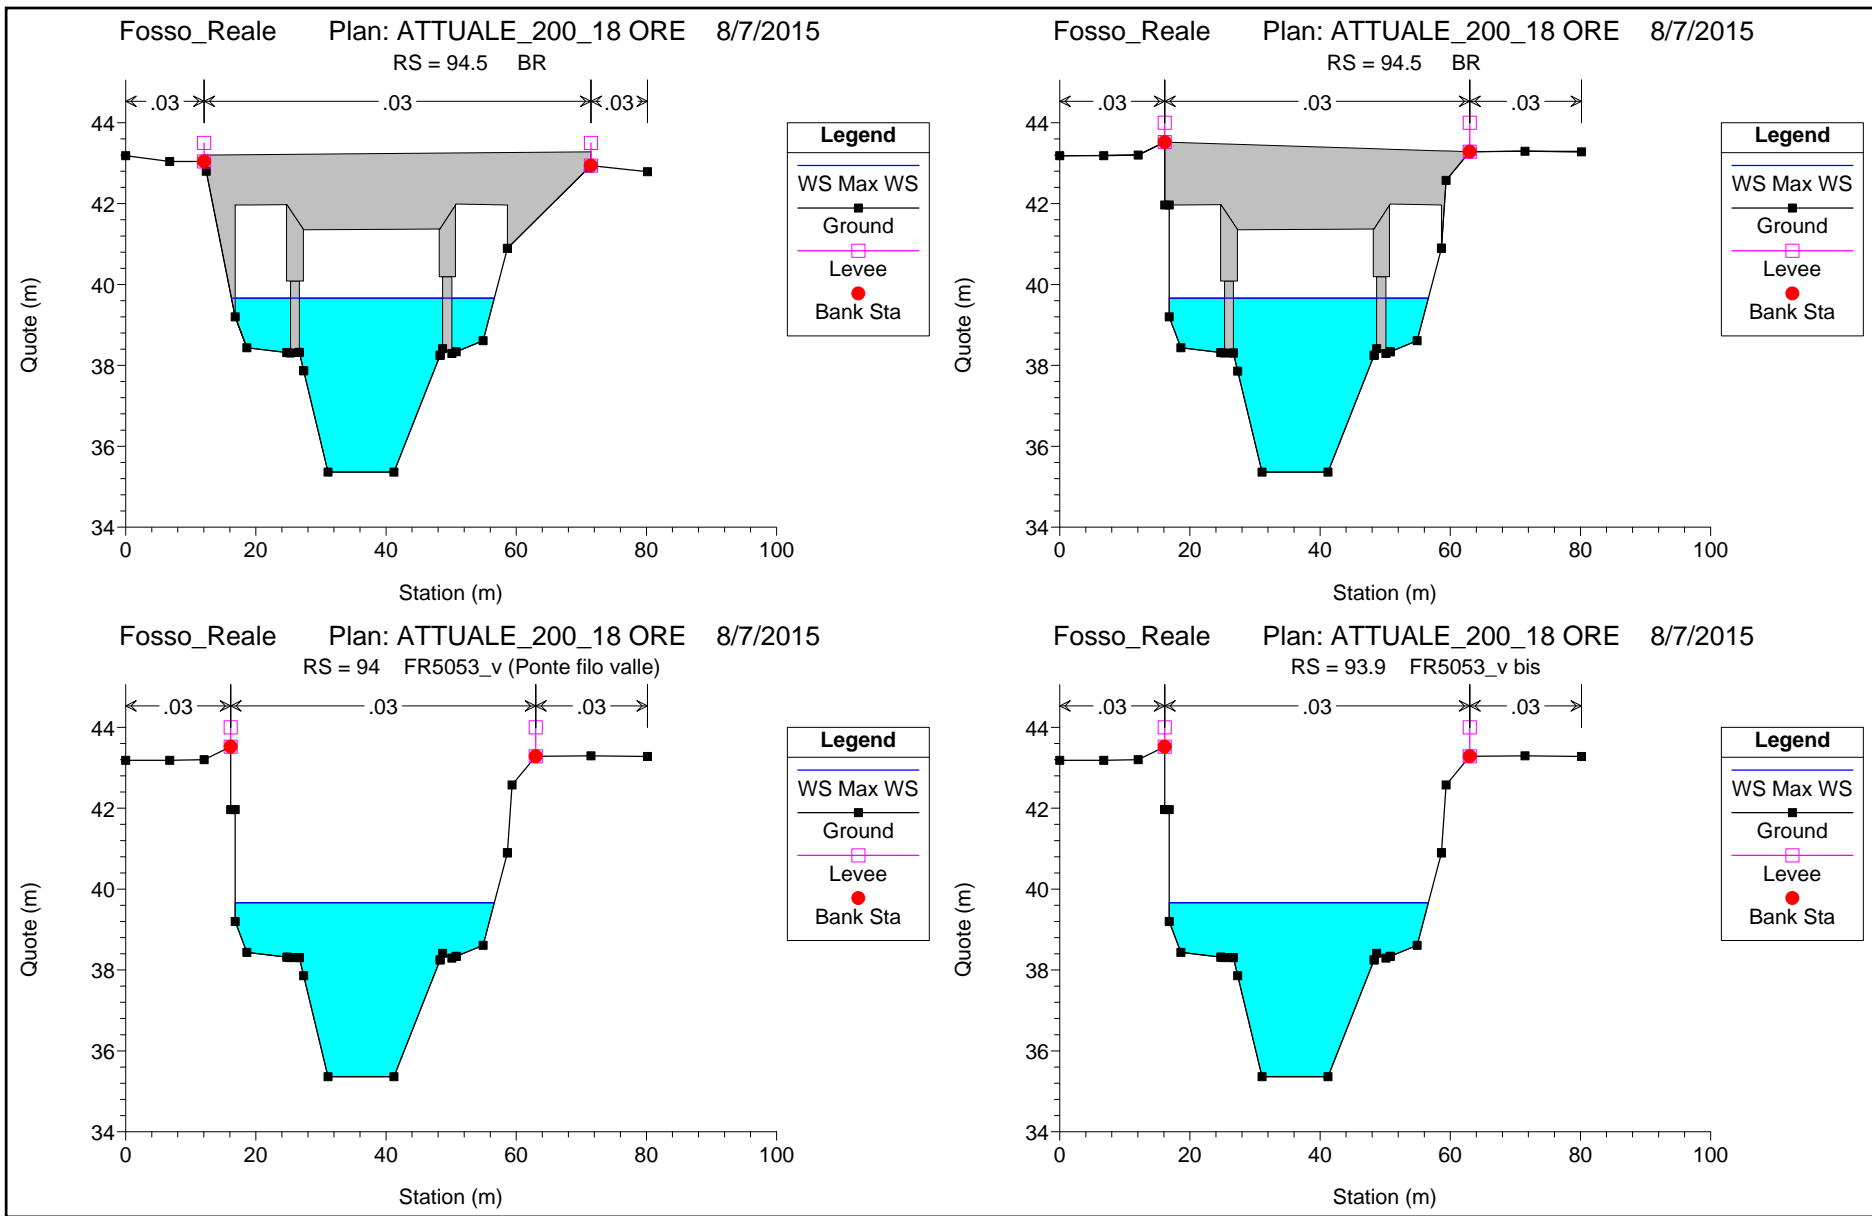 Fosso_Reale Plan: ATTUALE_200_18 ORE 8/7/2015
RS = 94.5 BR
.03 .03 .03
44
42
40
38
36
34
0 20 40 60 80 100
Quote (m)
Station (m)
Legend
WS Max WS
Ground
Levee
Bank Sta
Fosso_Reale Plan: ATTUALE_200_18 ORE 8/7/2015
RS = 94.5 BR
.03 .03 .03
44
42
40
38
36
34
0 20 40 60 80 100
Quote (m)
Station (m)
Legend
WS Max WS
Ground
Levee
Bank Sta
Fosso_Reale Plan: ATTUALE_200_18 ORE 8/7/2015
RS = 94 FR5053_v (Ponte filo valle)
.03 .03 .03
44
42
40
38
36
34
0 20 40 60 80 100
Quote (m)
Station (m)
Legend
WS Max WS
Ground
Levee
Bank Sta
Fosso_Reale Plan: ATTUALE_200_18 ORE 8/7/2015
RS = 93.9 FR5053_v bis
.03 .03 .03
44
42
40
38
36
34
0 20 40 60 80 100
Quote (m)
Station (m)
Legend
WS Max WS
Ground
Levee
Bank Sta